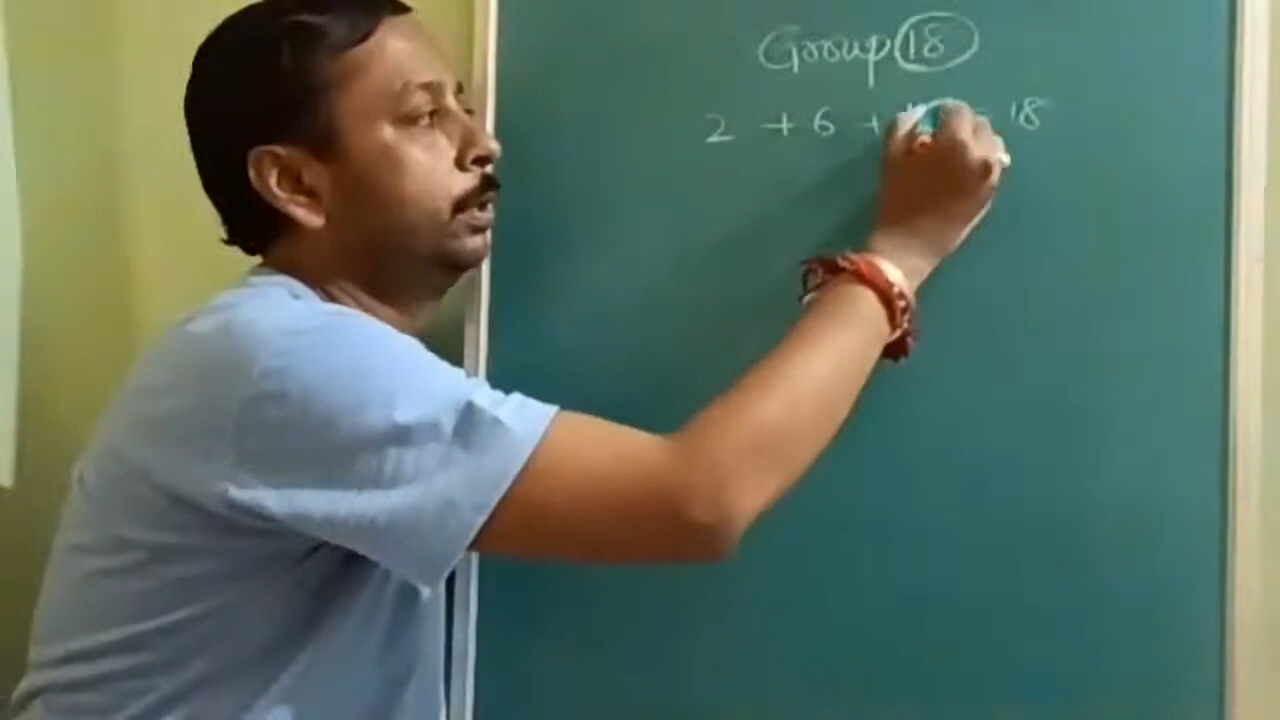 Group 18
2 + 6 + = 18